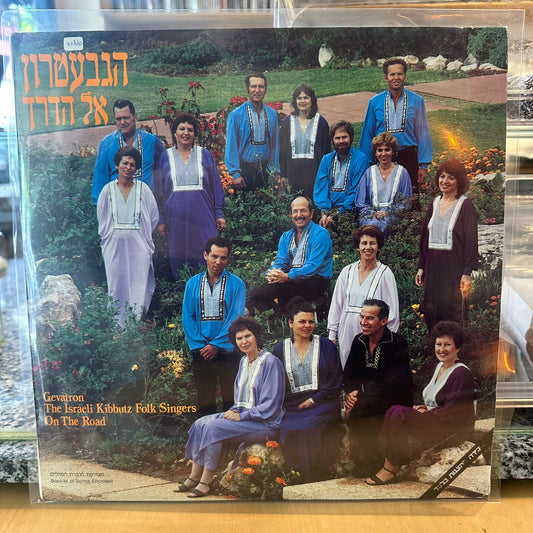 הגבעטרון
אל הדרך
Gevatron
The Israeli Kibbutz Folk Singers
On The Road
Booklet of Songs Enclosed